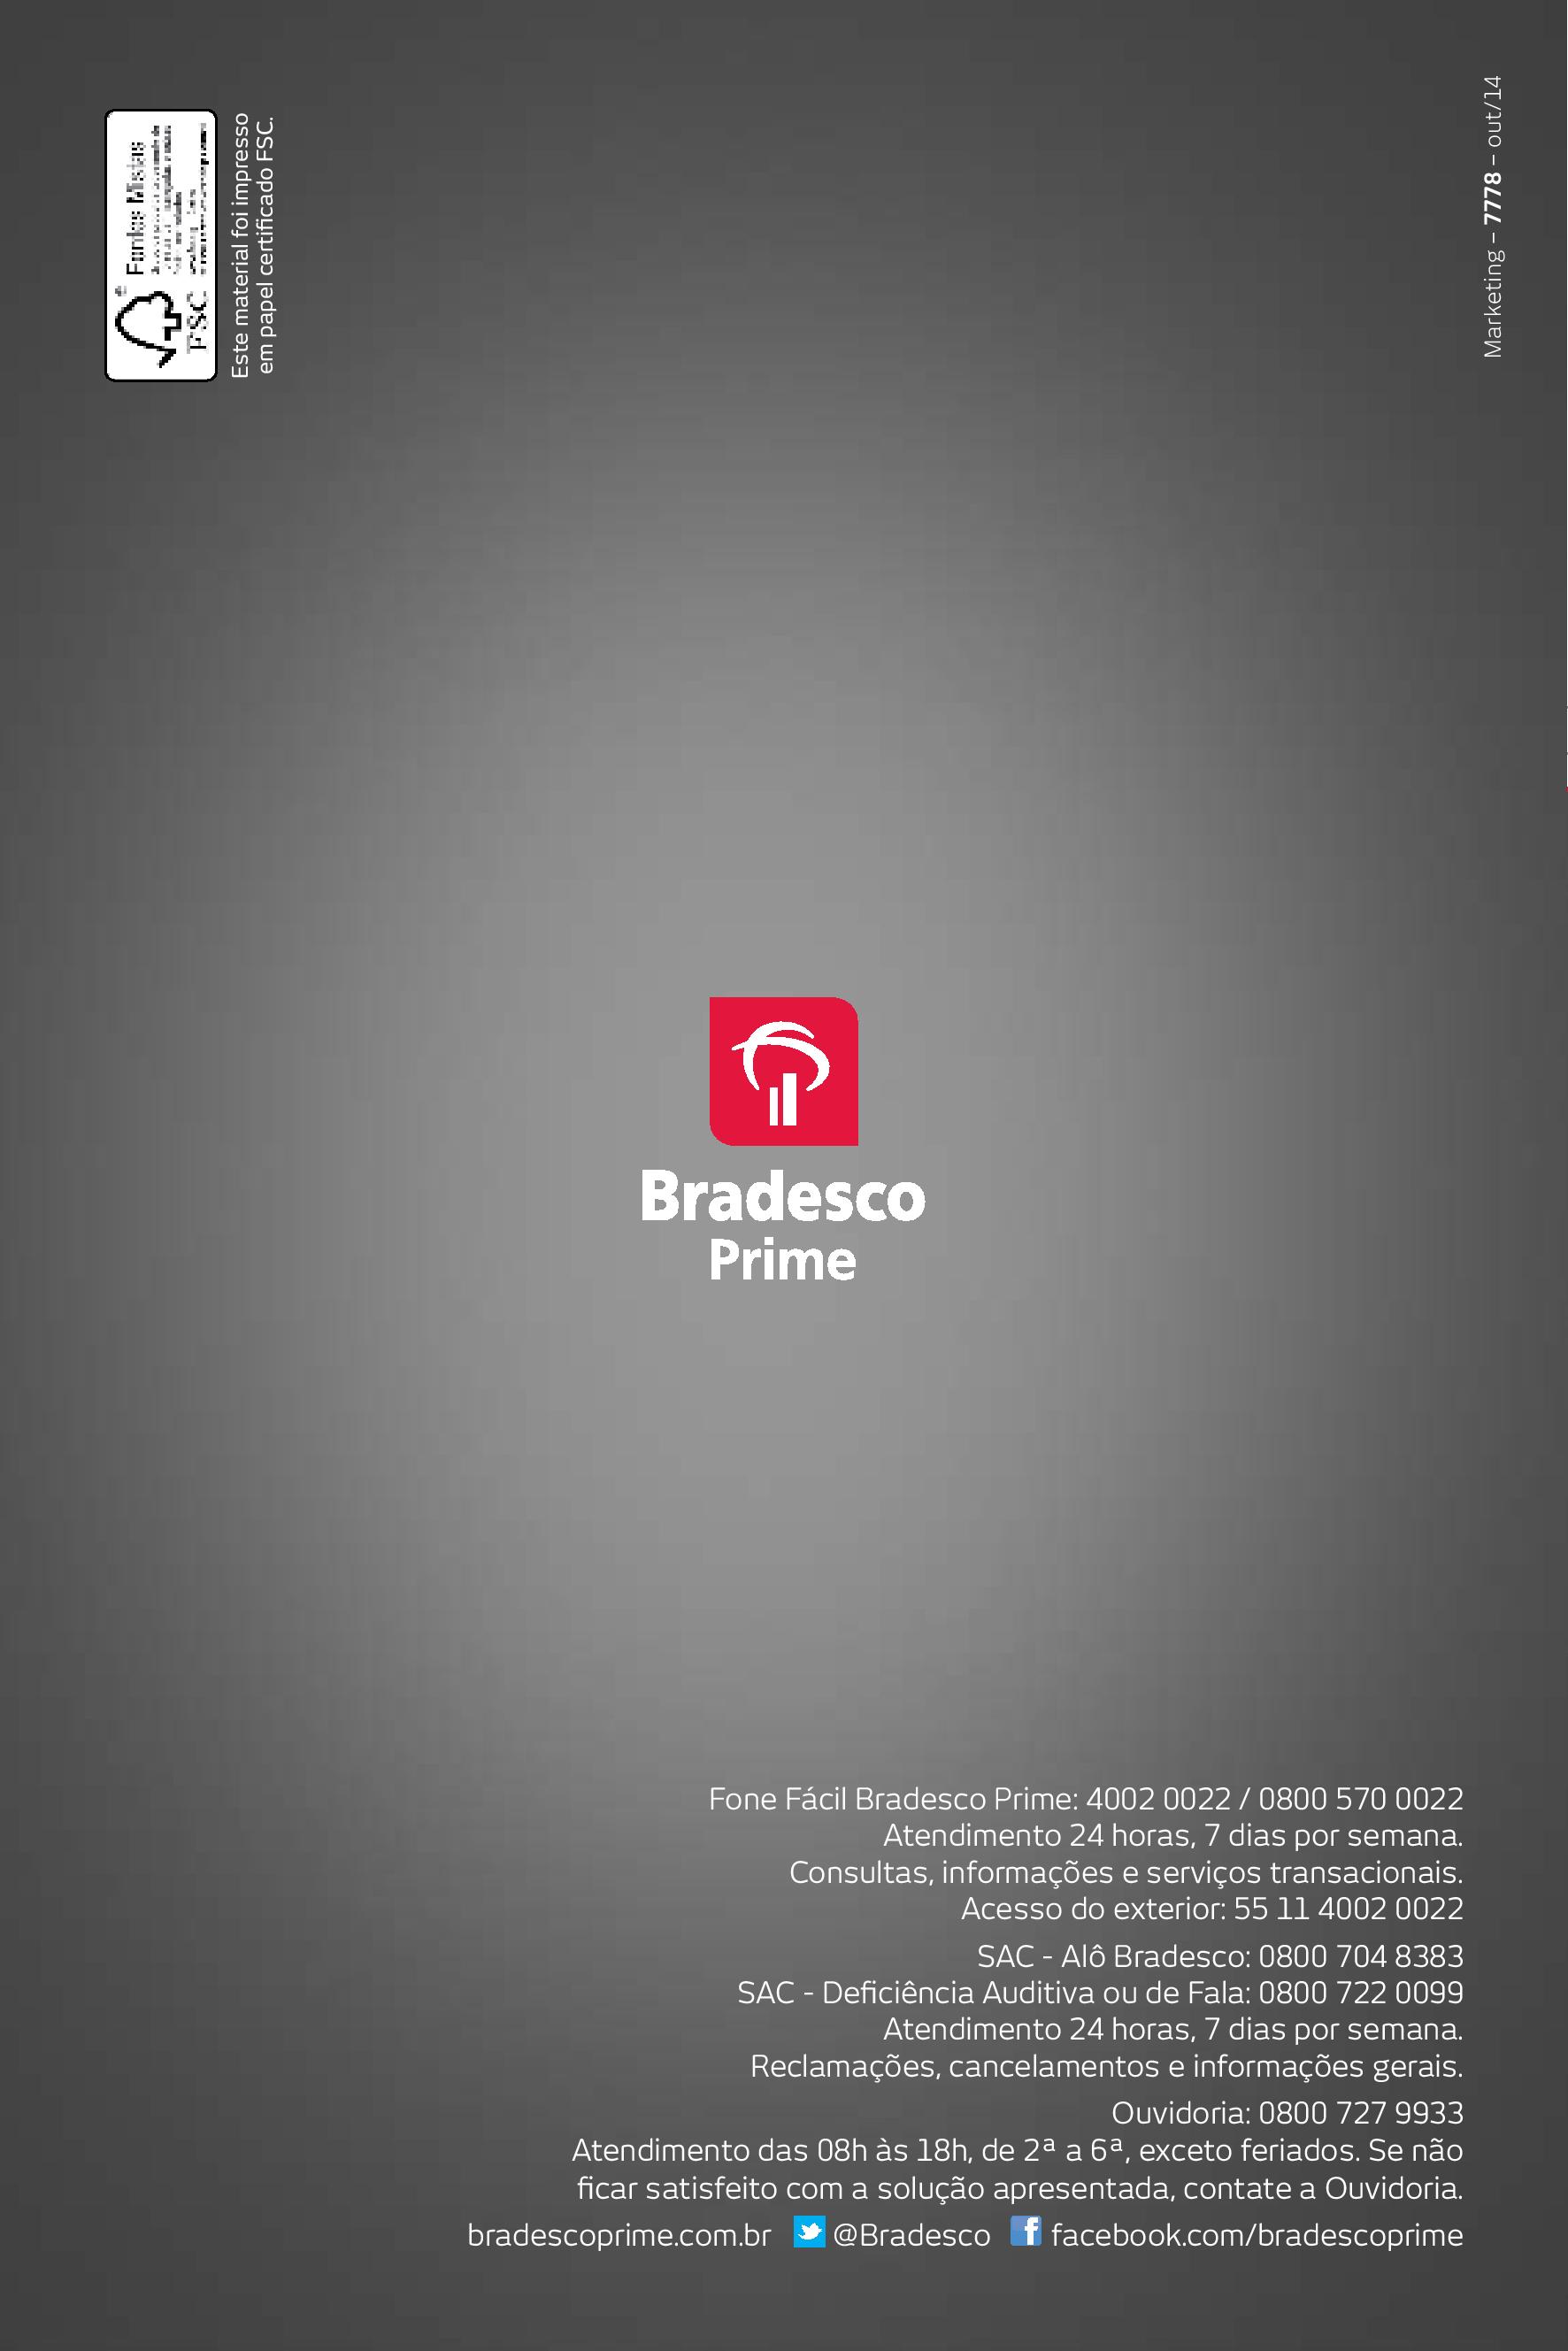 Fontes Mistas
FSC
Este material foi impresso
em papel certificado FSC.
Marketing – 7778 – out/14
Bradesco
Prime
Fone Fácil Bradesco Prime: 4002 0022 / 0800 570 0022
Atendimento 24 horas, 7 dias por semana.
Consultas, informações e serviços transacionais.
Acesso do exterior: 55 11 4002 0022
SAC - Alô Bradesco: 0800 704 8383
SAC - Deficiência Auditiva ou de Fala: 0800 722 0099
Atendimento 24 horas, 7 dias por semana.
Reclamações, cancelamentos e informações gerais.
Ouvidoria: 0800 727 9933
Atendimento das 08h às 18h, de 2ª a 6ª, exceto feriados. Se não
ficar satisfeito com a solução apresentada, contate a Ouvidoria.
bradescoprime.com.br @Bradesco facebook.com/bradescoprime